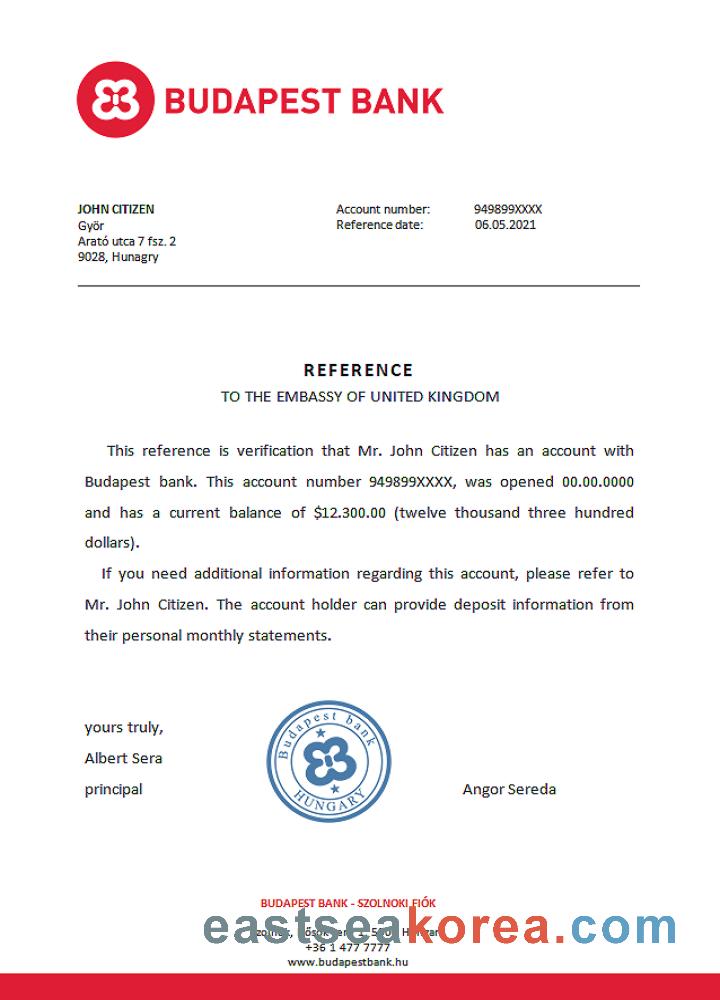 BUDAPEST BANK
JOHN CITIZEN
Györ
Arató utca 7 fsz. 2
9028, Hunagry
Account number: 949899XXXX
Reference date: 06.05.2021
REFERENCE
TO THE EMBASSY OF UNITED KINGDOM
This reference is verification that Mr. John Citizen has an account with
Budapest bank. This account number 949899XXXX, was opened 00.00.0000
and has a current balance of $12.300.00 (twelve thousand three hundred
dollars).
If you need additional information regarding this account, please refer to
Mr. John Citizen. The account holder can provide deposit information from
their personal monthly statements.
yours truly,
Albert Sera
principal
Budapest bank
HUNGARY
Angor Sereda
BUDAPEST BANK - SZOLNOKI FIÓK
eastseakorea.com
+36 1 477 7777
www.budapestbank.hu